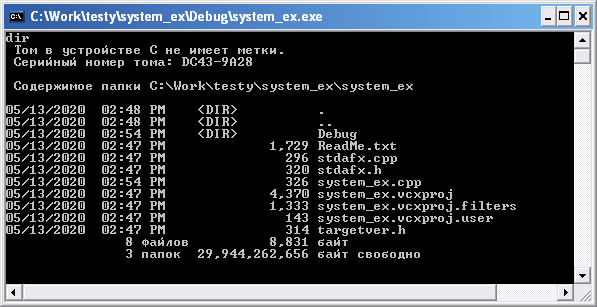 C:\Work\testy\system_ex\Debug\system_ex.exe
dir
Том в устройстве C не имеет метки.
Серийный номер тома: DC43-9A28
Содержимое папки C:\Work\testy\system_ex\system_ex
05/13/2020  02:48 PM    <DIR>          .
05/13/2020  02:48 PM    <DIR>          ..
05/13/2020  02:54 PM    <DIR>          Debug
05/13/2020  02:47 PM             1,729 ReadMe.txt
05/13/2020  02:47 PM               296 stdafx.cpp
05/13/2020  02:47 PM               320 stdafx.h
05/13/2020  02:54 PM               326 system_ex.cpp
05/13/2020  02:47 PM             4,370 system_ex.vcxproj
05/13/2020  02:47 PM             1,333 system_ex.vcxproj.filters
05/13/2020  02:47 PM               143 system_ex.vcxproj.user
05/13/2020  02:47 PM               314 targetver.h
8 файлов          8,831 байт
3 папок  29,944,262,656 байт свободно